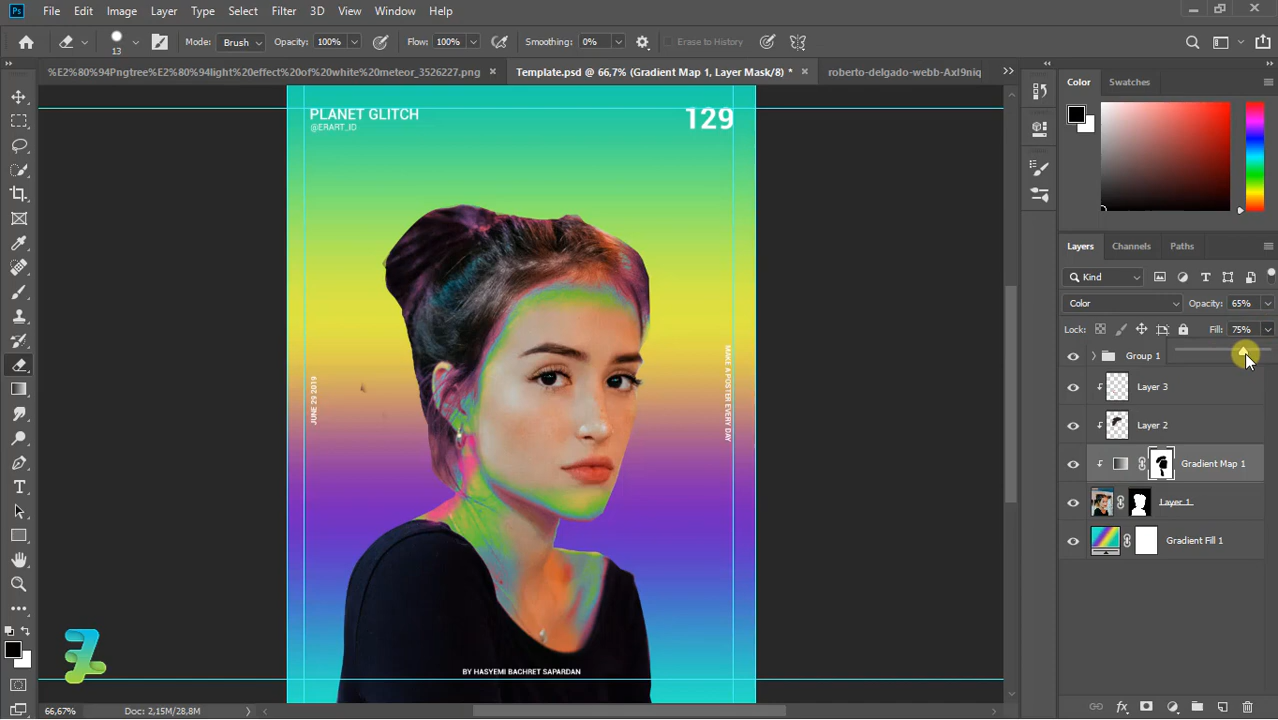 Ps File Edit Image Layer Type Select Filter 3D View Window Help
13 Mode: Brush Opacity: 100% Flow: 100% Smoothing: 0% Erase to History
%E2%80%94Pngtree%E2%80%94light%20effect%20of%20white%20meteor_3526227.png Template.psd @ 66,7% (Gradient Map 1, Layer Mask/8) * roberto-delgado-webb-AxI9niq
Color Swatches
PLANET GLITCH
@ERART_ID
129
JUNE 29 2019
MAKE A POSTER EVERY DAY
BY HASYEMI BACHRET SAPARDAN
Layers Channels Paths
Kind
Color Opacity: 65%
Lock: Fill: 75%
Group 1
Layer 3
Layer 2
Gradient Map 1
Layer 1
Gradient Fill 1
66,67% Doc: 2,15M/28,8M